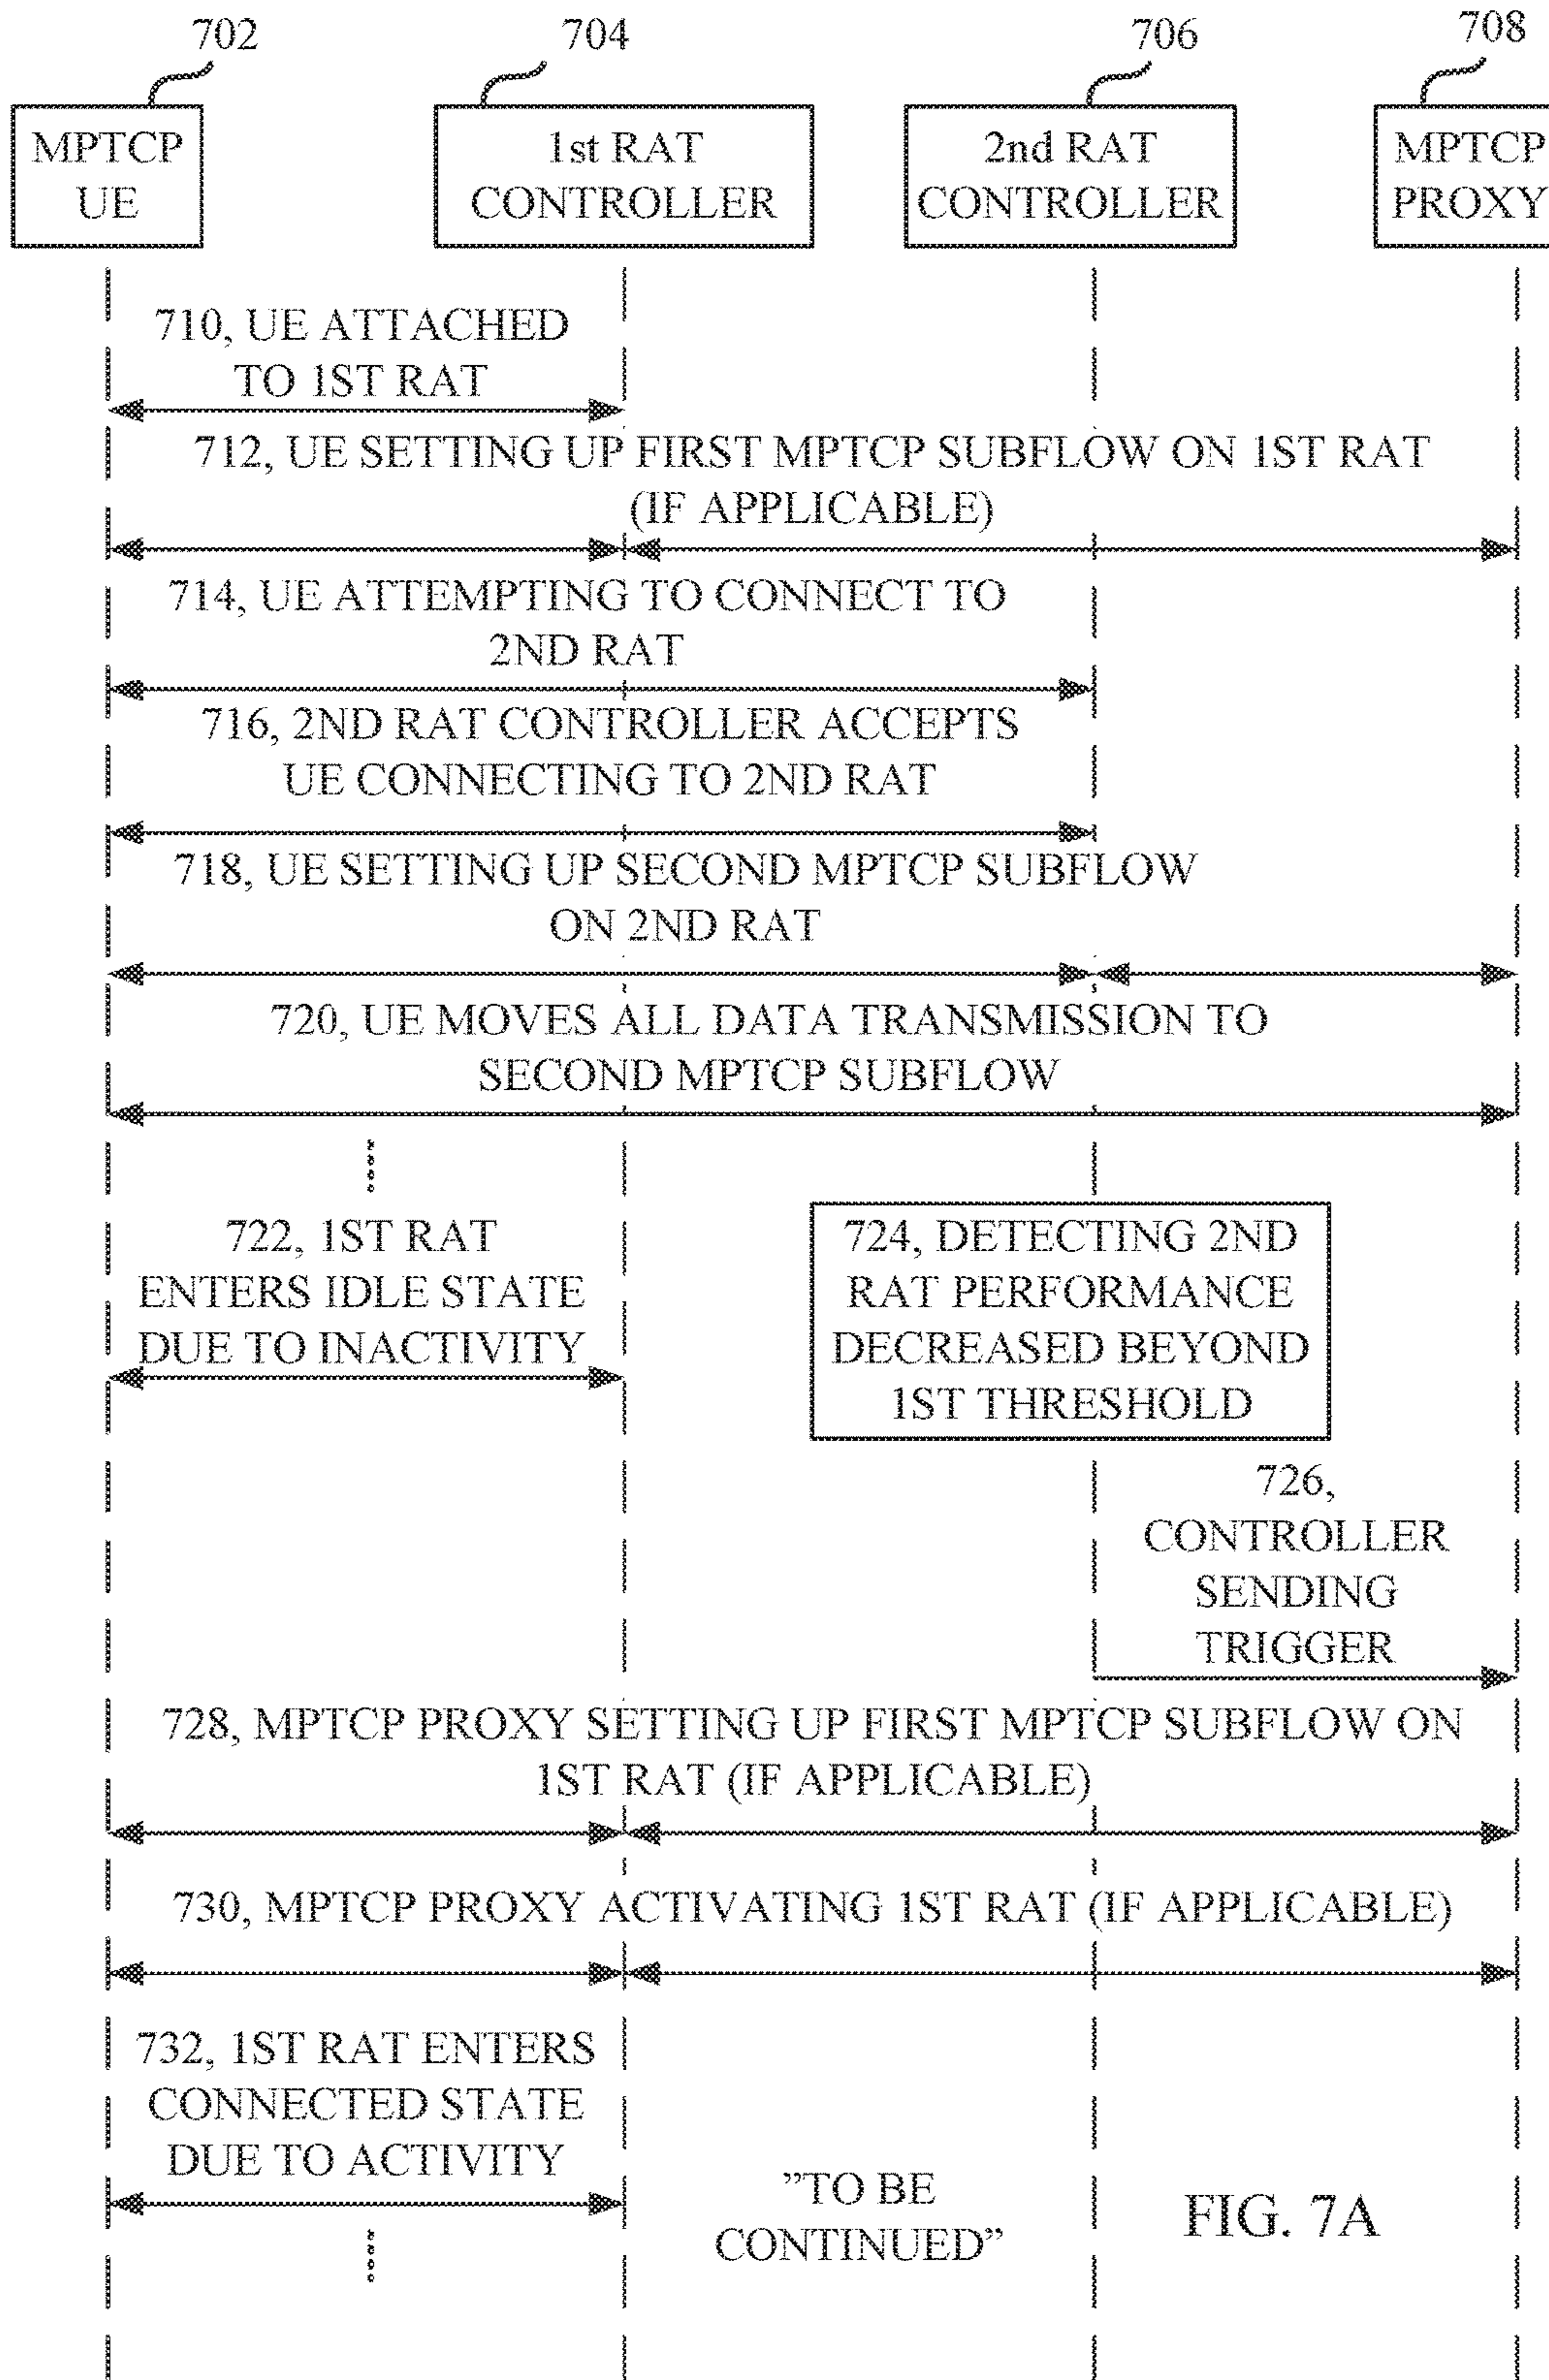 702
704
706
708
MPTCP
UE
1st RAT
CONTROLLER
2nd RAT
CONTROLLER
MPTCP
PROXY
710, UE ATTACHED
TO 1ST RAT
712, UE SETTING UP FIRST MPTCP SUBFLOW ON 1ST RAT
(IF APPLICABLE)
714, UE ATTEMPTING TO CONNECT TO
2ND RAT
716, 2ND RAT CONTROLLER ACCEPTS
UE CONNECTING TO 2ND RAT
718, UE SETTING UP SECOND MPTCP SUBFLOW
ON 2ND RAT
720, UE MOVES ALL DATA TRANSMISSION TO
SECOND MPTCP SUBFLOW
722, 1ST RAT
ENTERS IDLE STATE
DUE TO INACTIVITY
724, DETECTING 2ND
RAT PERFORMANCE
DECREASED BEYOND
1ST THRESHOLD
726,
CONTROLLER
SENDING
TRIGGER
728, MPTCP PROXY SETTING UP FIRST MPTCP SUBFLOW ON
1ST RAT (IF APPLICABLE)
730, MPTCP PROXY ACTIVATING 1ST RAT (IF APPLICABLE)
732, 1ST RAT ENTERS
CONNECTED STATE
DUE TO ACTIVITY
”TO BE
CONTINUED”
FIG. 7A